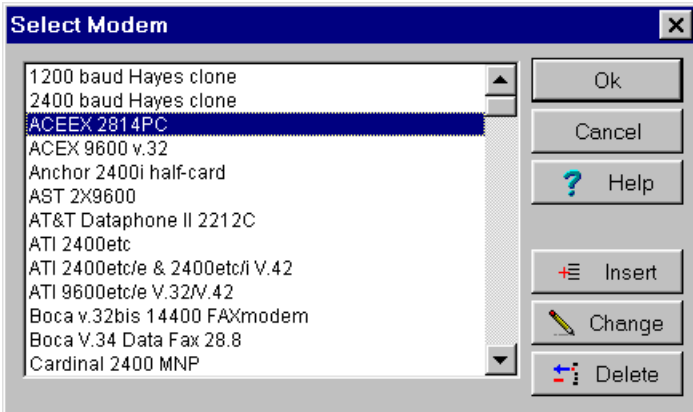 Select Modem
1200 baud Hayes clone
2400 baud Hayes clone
ACEEX 2814PC
ACEX 9600 v.32
Anchor 2400i half-card
AST 2X9600
AT&T Dataphone II 2212C
ATI 2400etc
ATI 2400etc/e & 2400etc/i V.42
ATI 9600etc/e V.32/V.42
Boca v.32bis 14400 FAXmodem
Boca V.34 Data Fax 28.8
Cardinal 2400 MNP
Ok
Cancel
Help
Insert
Change
Delete